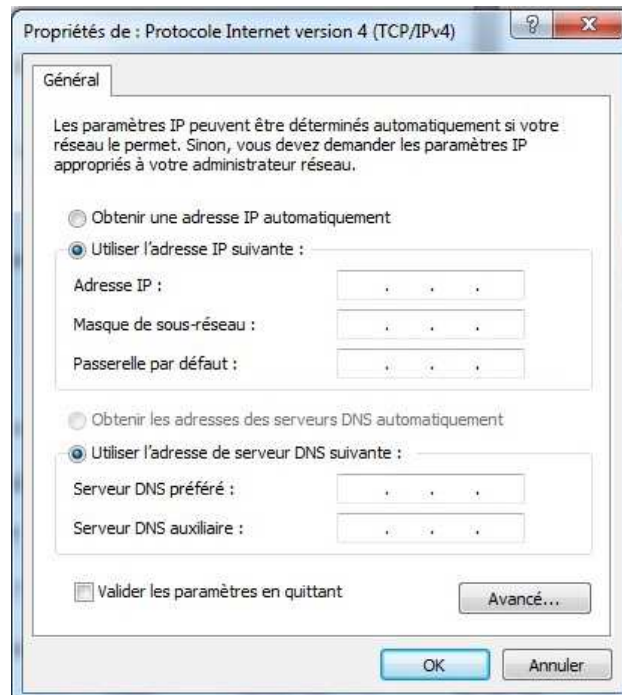 Propriétés de : Protocole Internet version 4 (TCP/IPv4)
?
X
Général
Les paramètres IP peuvent être déterminés automatiquement si votre
réseau le permet. Sinon, vous devez demander les paramètres IP
appropriés à votre administrateur réseau.
Obtenir une adresse IP automatiquement
Utiliser l'adresse IP suivante :
Adresse IP :
. . .
Masque de sous-réseau :
. . .
Passerelle par défaut :
. . .
Obtenir les adresses des serveurs DNS automatiquement
Utiliser l'adresse de serveur DNS suivante :
Serveur DNS préféré :
. . .
Serveur DNS auxiliaire :
. . .
Valider les paramètres en quittant
Avancé...
OK
Annuler